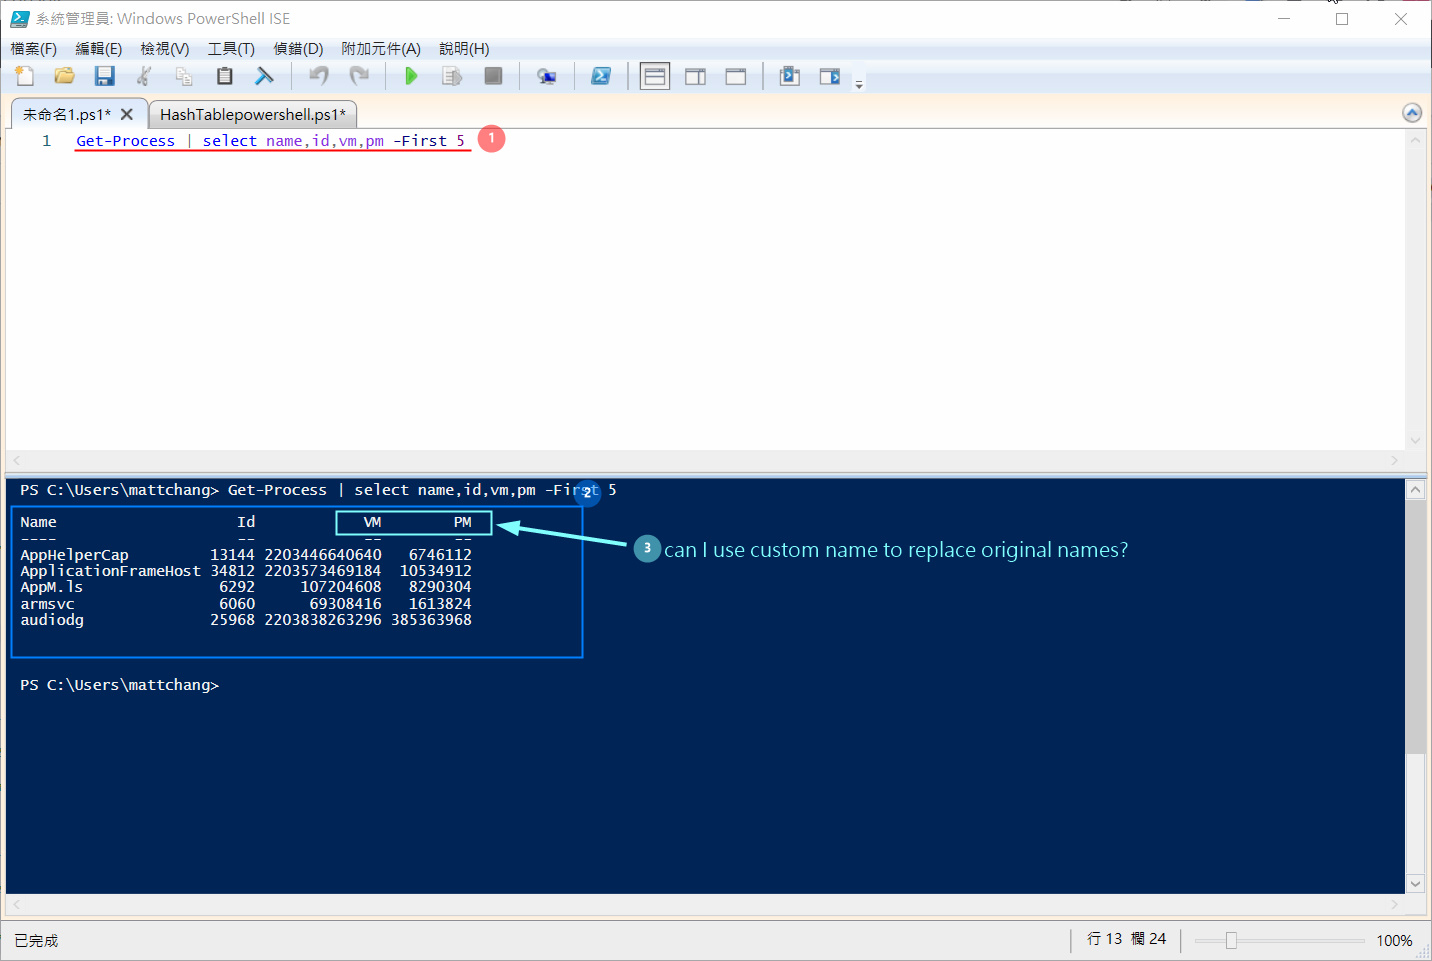 系統管理員: Windows PowerShell ISE
檔案(F) 編輯(E) 檢視(V) 工具(T) 偵錯(D) 附加元件(A) 說明(H)
未命名1.ps1* HashTablepowershell.ps1*
1 Get-Process | select name,id,vm,pm -First 5 1
PS C:\Users\mattchang> Get-Process | select name,id,vm,pm -First 5
2
Name Id VM PM
---- -- -- --
AppHelperCap 13144 2203446640640 6746112
3 can I use custom name to replace original names?
ApplicationFrameHost 34812 2203573469184 10534912
AppM.ls 6292 107204608 8290304
armsvc 6060 69308416 1613824
audiodg 25968 2203838263296 385363968
PS C:\Users\mattchang>
已完成 行 13 欄 24 100%